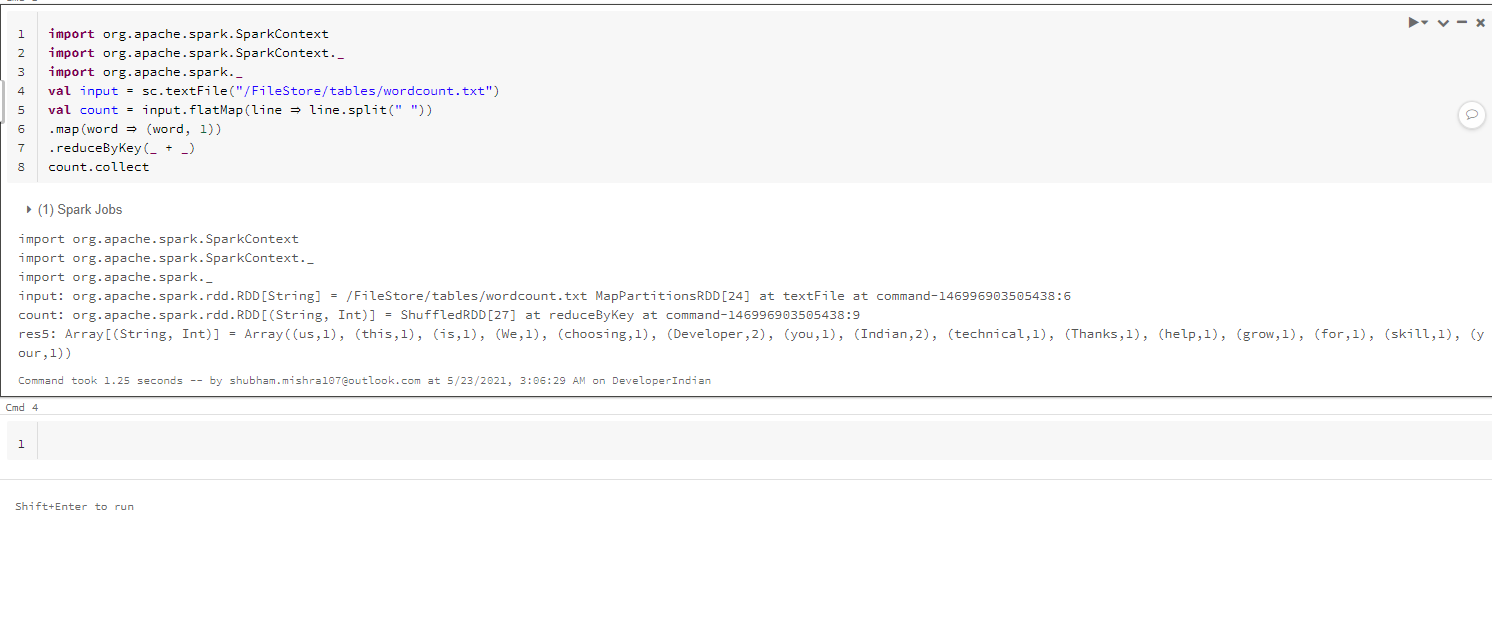 1 import org.apache.spark.SparkContext
2 import org.apache.spark.SparkContext._
3 import org.apache.spark._
4 val input = sc.textFile("/FileStore/tables/wordcount.txt")
5 val count = input.flatMap(line ⇒ line.split(" "))
6 .map(word ⇒ (word, 1))
7 .reduceByKey(_ + _)
8 count.collect
(1) Spark Jobs
import org.apache.spark.SparkContext
import org.apache.spark.SparkContext._
import org.apache.spark._
input: org.apache.spark.rdd.RDD[String] = /FileStore/tables/wordcount.txt MapPartitionsRDD[24] at textFile at command-146996903505438:6
count: org.apache.spark.rdd.RDD[(String, Int)] = ShuffledRDD[27] at reduceByKey at command-146996903505438:9
res5: Array[(String, Int)] = Array((us,1), (this,1), (is,1), (We,1), (choosing,1), (Developer,2), (you,1), (Indian,2), (technical,1), (Thanks,1), (help,1), (grow,1), (for,1), (skill,1), (y
our,1))
Command took 1.25 seconds -- by shubham.mishra107@outlook.com at 5/23/2021, 3:06:29 AM on DeveloperIndian
Cmd 4
1
Shift+Enter to run